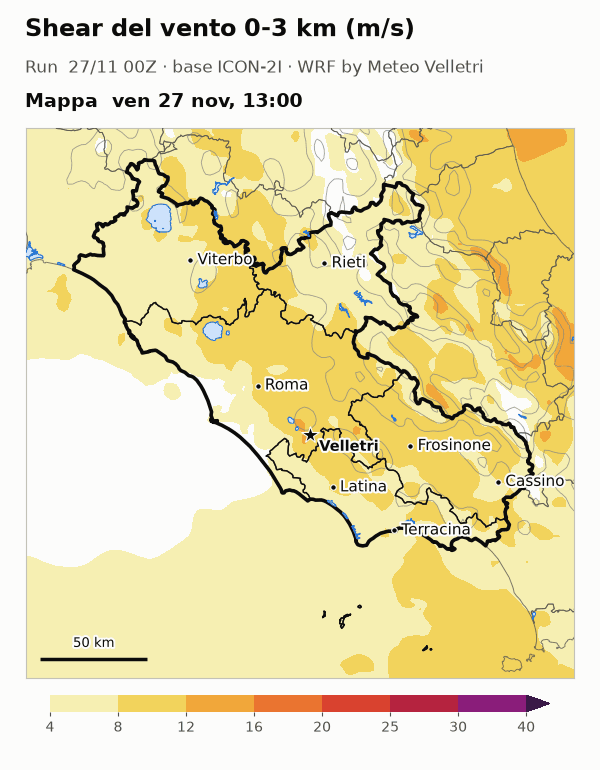 Shear del vento 0-3 km (m/s)
Run  27/11 00Z · base ICON-2I · WRF by Meteo Velletri
Mappa  ven 27 nov, 13:00
Viterbo
Rieti
Roma
Velletri
Frosinone
Latina
Cassino
Terracina
50 km
4 8 12 16 20 25 30 40